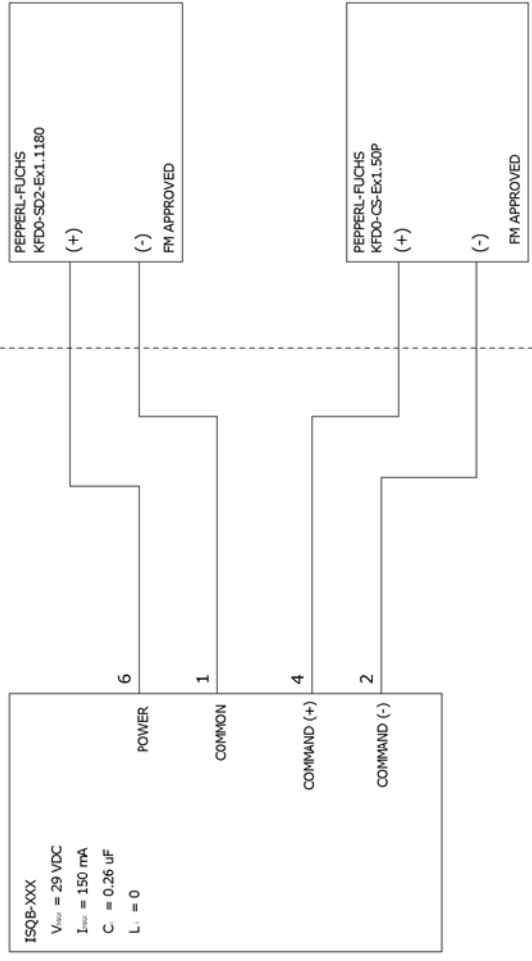 PEPPERL-FUCHS
KFD0-SD2-Ex1.1180
(+)
(-)
FM APPROVED
PEPPERL-FUCHS
KFD0-CS-Ex1.50P
(+)
(-)
FM APPROVED
6
1
4
2
POWER
COMMON
COMMAND (+)
COMMAND (-)
ISQB-XXX
VMAX = 29 VDC
IMAX = 150 mA
Ci = 0.26 uF
Li = 0